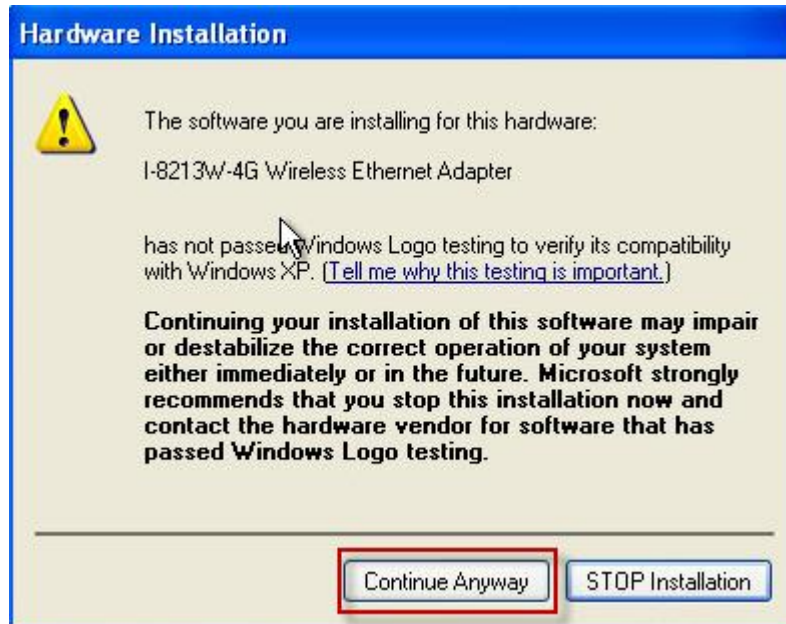 Hardware Installation
The software you are installing for this hardware:
I-8213W-4G Wireless Ethernet Adapter
has not passed Windows Logo testing to verify its compatibility
with Windows XP. (Tell me why this testing is important.)
Continuing your installation of this software may impair
or destabilize the correct operation of your system
either immediately or in the future. Microsoft strongly
recommends that you stop this installation now and
contact the hardware vendor for software that has
passed Windows Logo testing.
Continue Anyway
STOP Installation